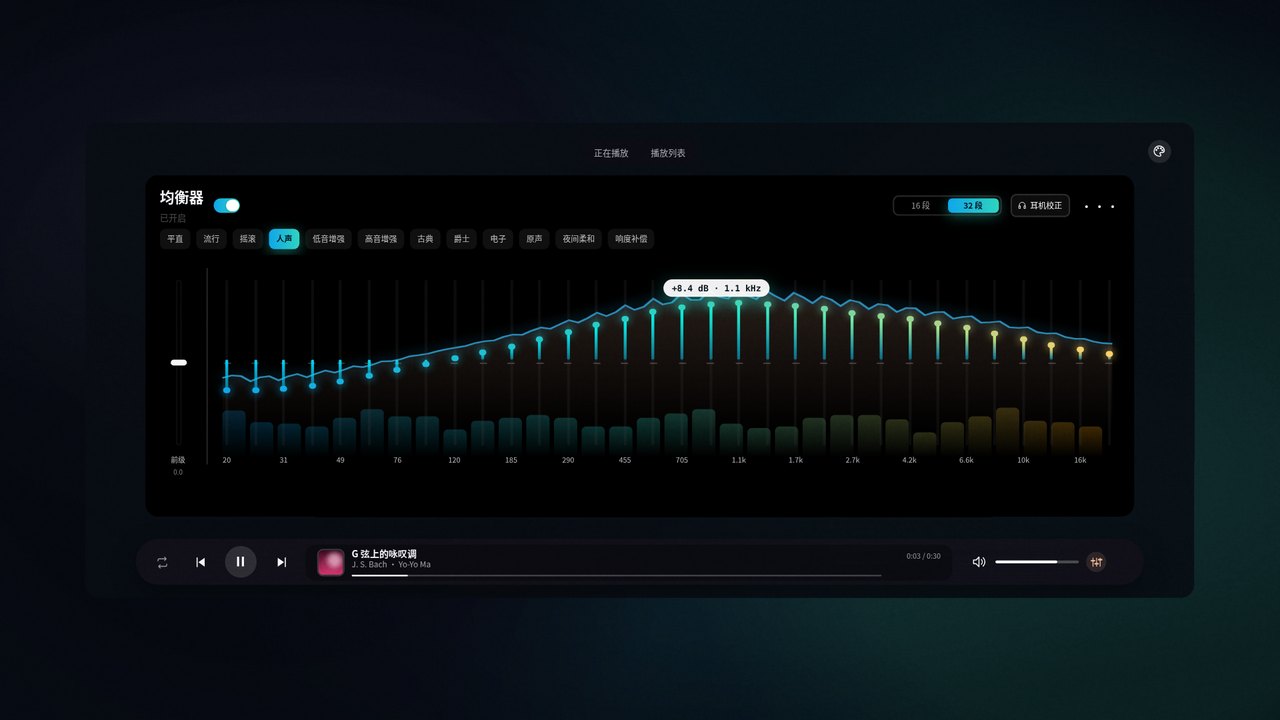 正在播放 播放列表
均衡器
已开启
16 段 32 段 耳机校正
平直 流行 摇滚 人声 低音增强 高音增强 古典 爵士 电子 原声 夜间柔和 响度补偿
+8.4 dB · 1.1 kHz
前级 20 31 49 76 120 185 290 455 705 1.1k 1.7k 2.7k 4.2k 6.6k 10k 16k
0.0
G 弦上的咏叹调
J. S. Bach · Yo-Yo Ma
0:03 / 0:30